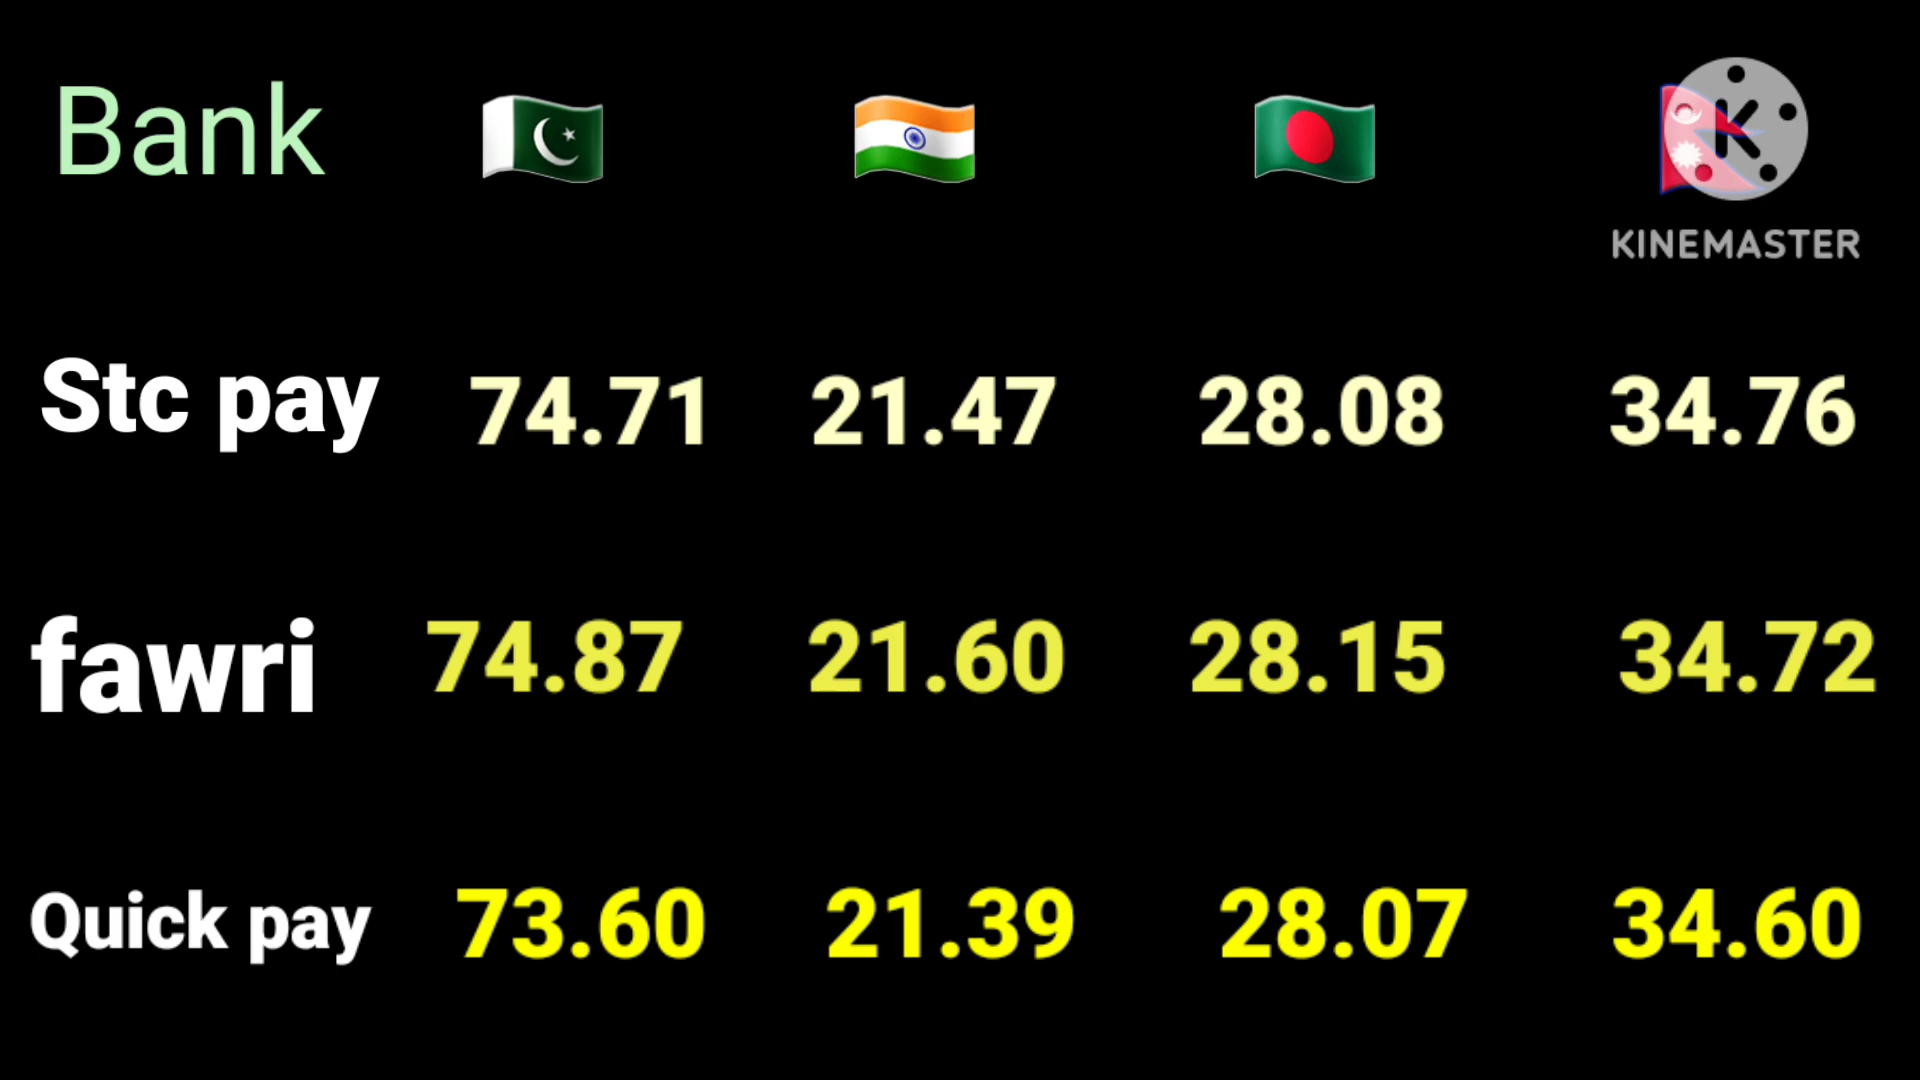 Bank 🇵🇰 🇮🇳 🇧🇩 🇳🇵
K
KINEMASTER
Stc pay 74.71 21.47 28.08 34.76
fawri 74.87 21.60 28.15 34.72
Quick pay 73.60 21.39 28.07 34.60